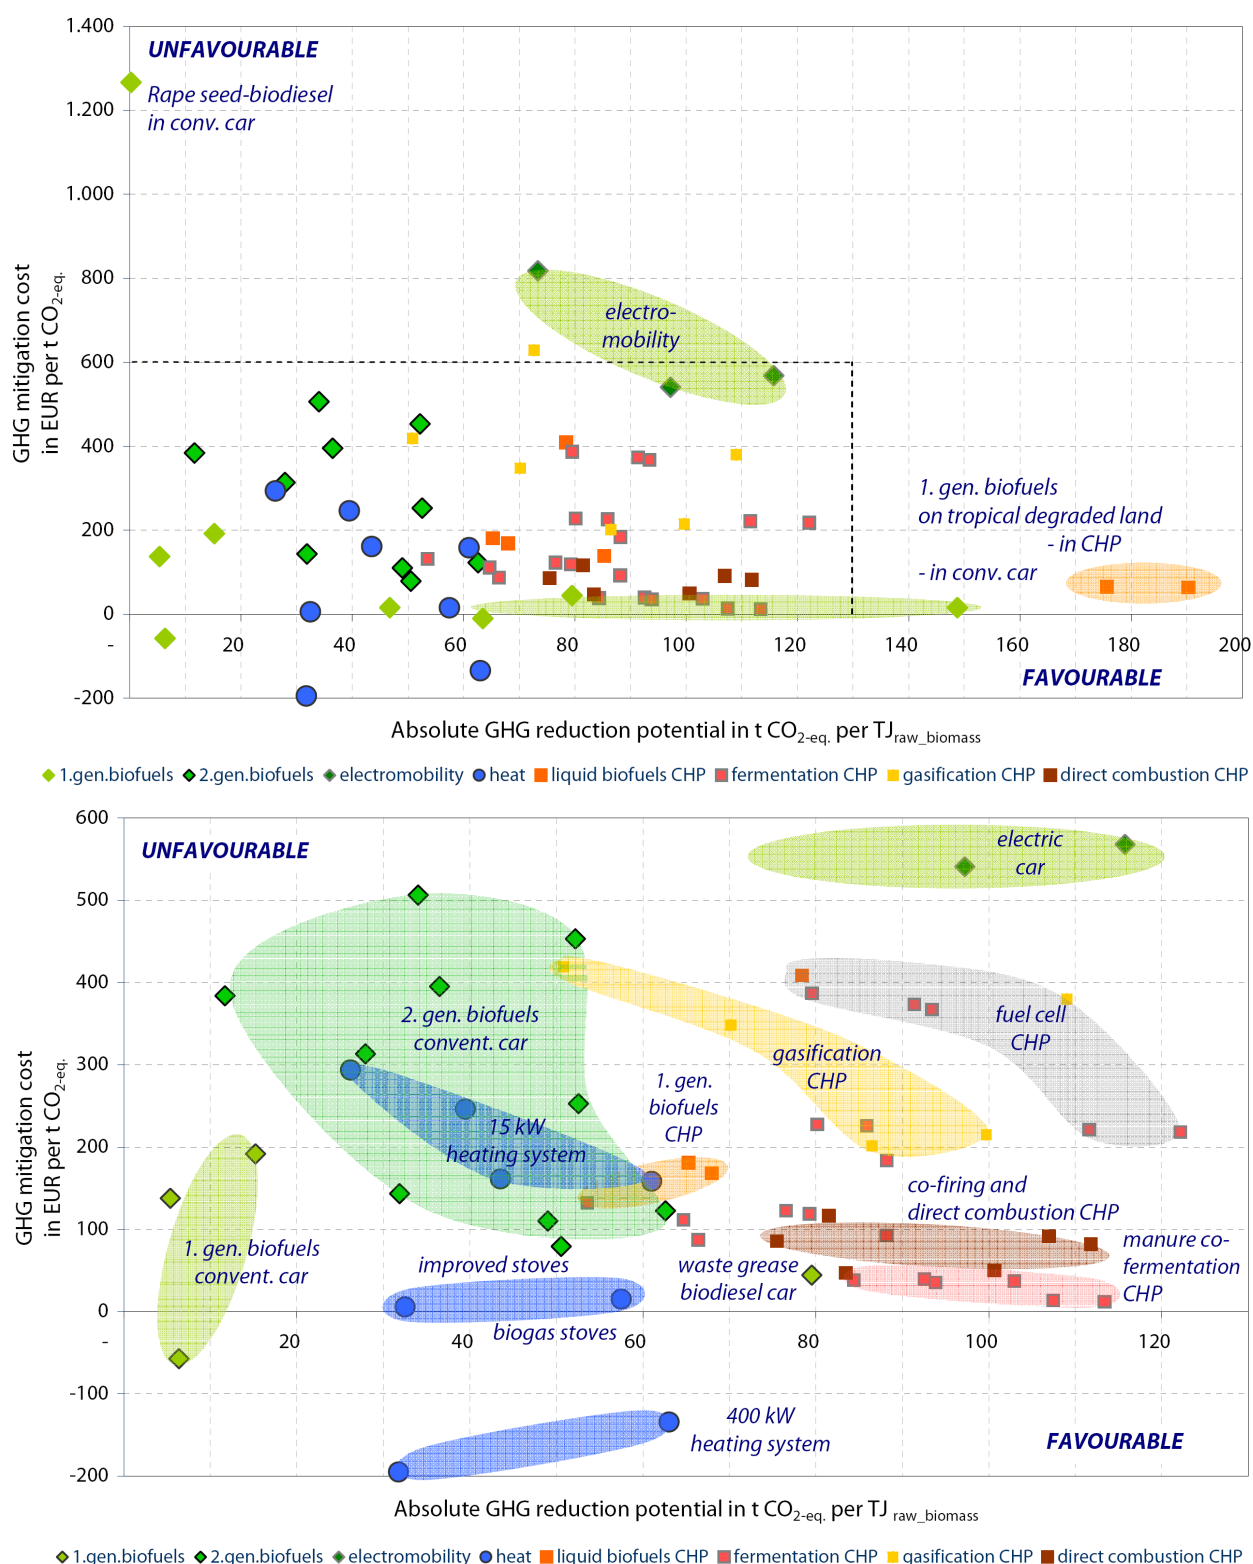 1.400
UNFAVOURABLE
Rape seed-biodiesel
in conv. car
1.200
1.000
800
electro-
mobility
600
400
1. gen. biofuels
on tropical degraded land
- in CHP
- in conv. car
200
0
- 20 40 60 80 100 120 140 160 180 200
FAVOURABLE
-200
GHG mitigation cost
in EUR per t CO2-eq.
Absolute GHG reduction potential in t CO2-eq. per TJraw_biomass
1.gen.biofuels 2.gen.biofuels electromobility heat liquid biofuels CHP fermentation CHP gasification CHP direct combustion CHP
600
UNFAVOURABLE
electric
car
500
400
2. gen. biofuels
convent. car
fuel cell
CHP
gasification
CHP
300
1. gen.
biofuels
CHP
15 kW
heating system
200
co-firing and
direct combustion CHP
100
1. gen. biofuels
convent. car
improved stoves
waste grease
biodiesel car
manure co-
fermentation
CHP
0
biogas stoves
- 20 40 60 80 100 120
-100
400 kW
heating system
FAVOURABLE
-200
GHG mitigation cost
in EUR per t CO2-eq.
Absolute GHG reduction potential in t CO2-eq. per TJ raw_biomass
1.gen.biofuels 2.gen.biofuels electromobility heat liquid biofuels CHP fermentation CHP gasification CHP direct combustion CHP